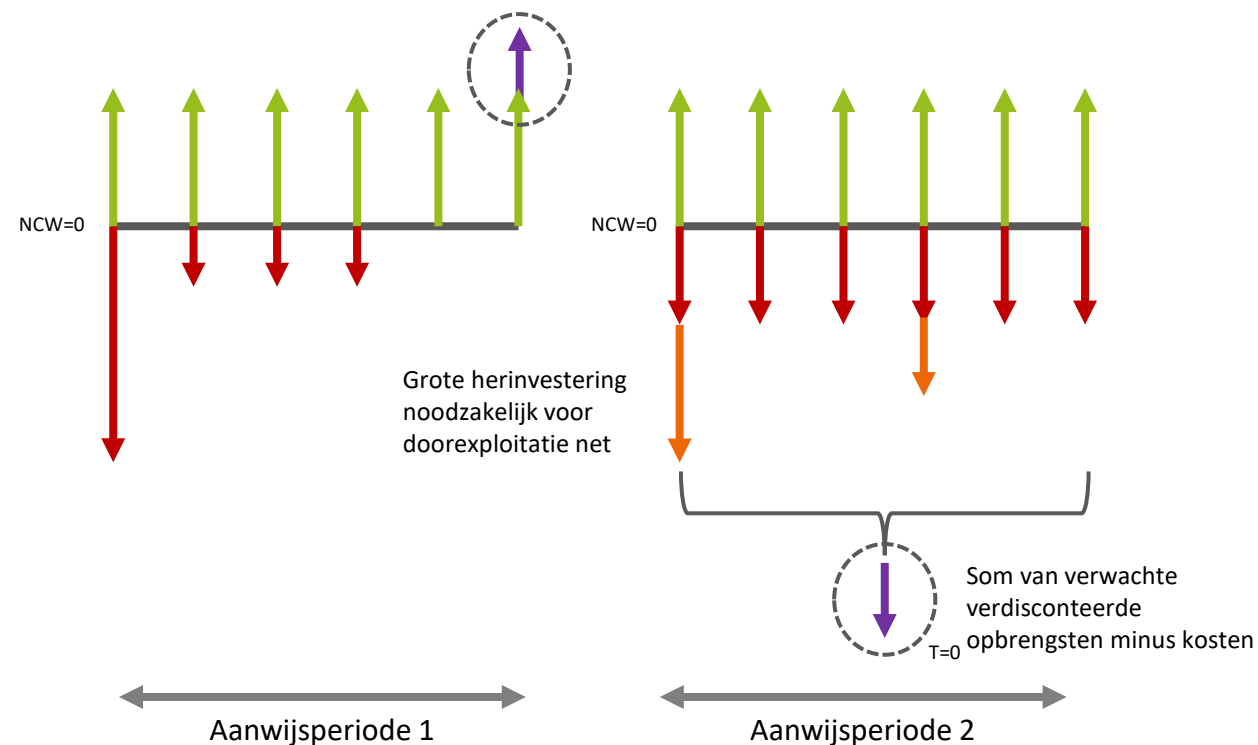 NCW=0
NCW=0
Grote herinvestering
noodzakelijk voor
doorexploitatie net
Som van verwachte
verdisconteerde
opbrengsten minus kosten
T=0
Aanwijsperiode 1
Aanwijsperiode 2